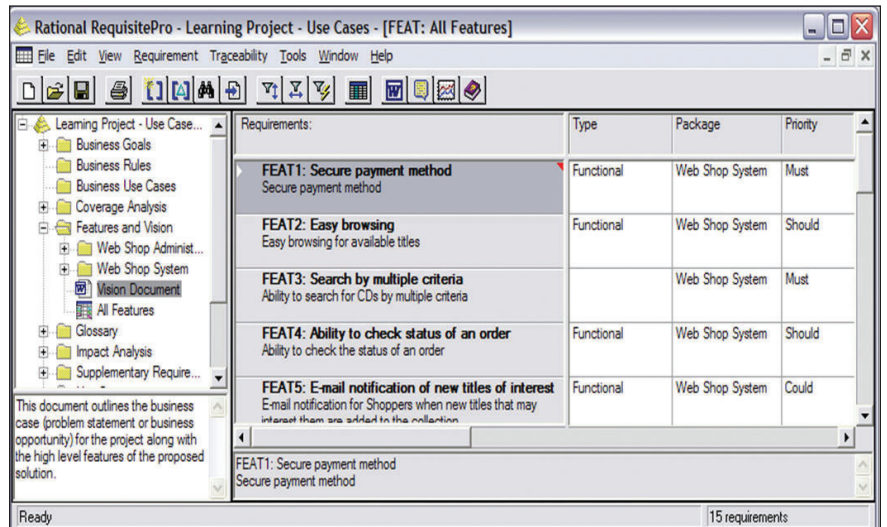 Rational RequisitePro - Learning Project - Use Cases - [FEAT: All Features]
File Edit View Requirement Traceability Tools Window Help
Learning Project - Use Case...
Business Goals
Business Rules
Business Use Cases
Coverage Analysis
Features and Vision
Web Shop Administ...
Web Shop System
Vision Document
All Features
Glossary
Impact Analysis
Supplementary Require...
This document outlines the business
case (problem statement or business
opportunity) for the project along with
the high level features of the proposed
solution.
Requirements: Type Package Priority
FEAT1: Secure payment method Functional Web Shop System Must
Secure payment method
FEAT2: Easy browsing Functional Web Shop System Should
Easy browsing for available titles
FEAT3: Search by multiple criteria Web Shop System Must
Ability to search for CDs by multiple criteria
FEAT4: Ability to check status of an order Functional Web Shop System Should
Ability to check the status of an order
FEAT5: E-mail notification of new titles of interest Functional Web Shop System Could
E-mail notification for Shoppers when new titles that may
interest them are added to the collection
FEAT1: Secure payment method
Secure payment method
Ready 15 requirements